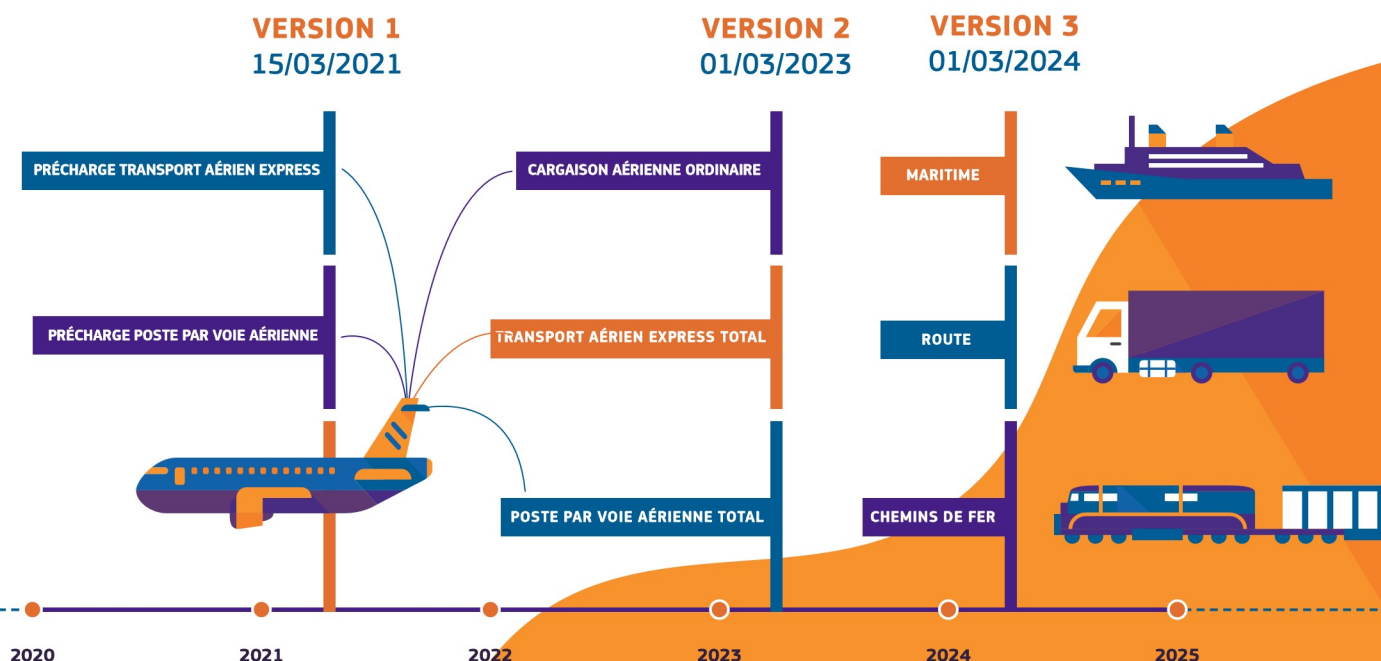 VERSION 1
15/03/2021
VERSION 2
01/03/2023
VERSION 3
01/03/2024
PRÉCHARGE TRANSPORT AÉRIEN EXPRESS
CARGAISON AÉRIENNE ORDINAIRE
MARITIME
PRÉCHARGE POSTE PAR VOIE AÉRIENNE
TRANSPORT AÉRIEN EXPRESS TOTAL
ROUTE
POSTE PAR VOIE AÉRIENNE TOTAL
CHEMINS DE FER
2020
2021
2022
2023
2024
2025